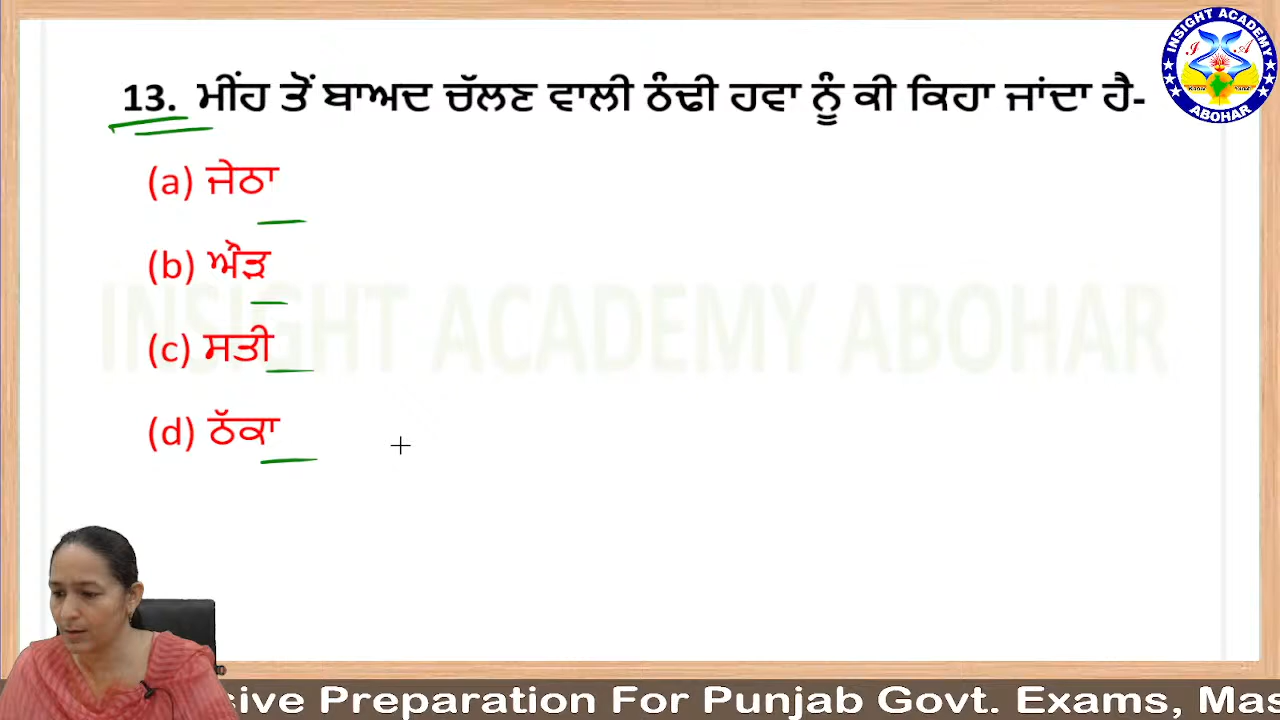 13. ਮੀਂਹ ਤੋਂ ਬਾਅਦ ਚੱਲਣ ਵਾਲੀ ਠੰਢੀ ਹਵਾ ਨੂੰ ਕੀ ਕਿਹਾ ਜਾਂਦਾ ਹੈ-
(a) ਜੇਠਾ
(b) ਔੜ
(c) ਸਤੀ
(d) ਠੱਕਾ
INSIGHT ACADEMY ABOHAR
INSIGHT ACADEMY
I A
ABOHAR
sive Preparation For Punjab Govt. Exams, Mas